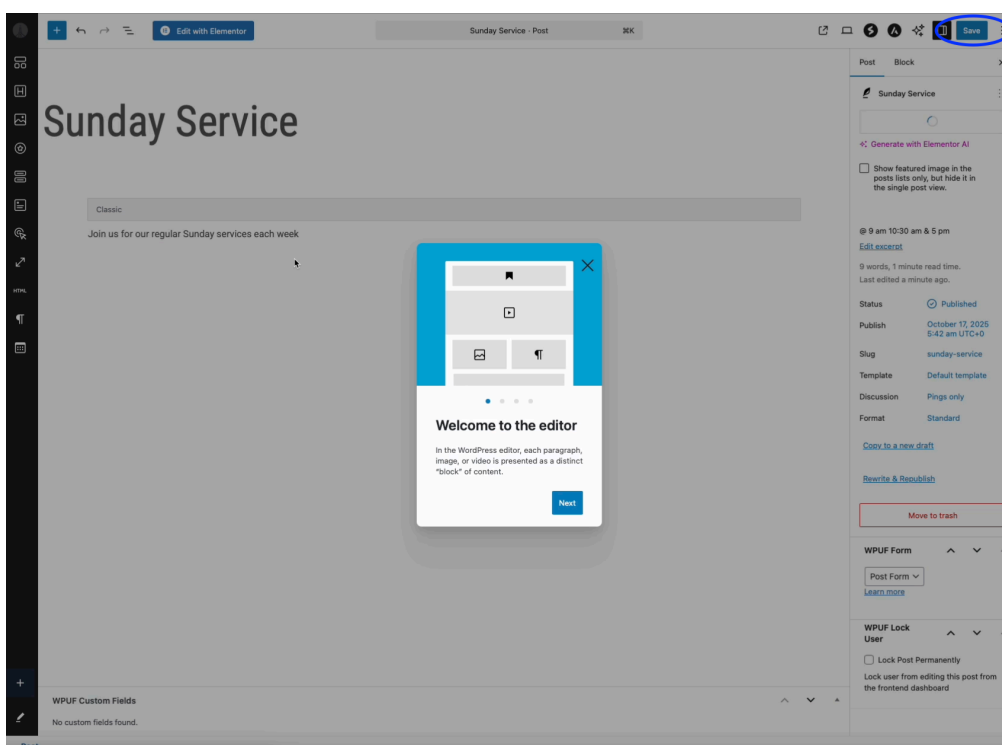 Edit with Elementor
Sunday Service · Post
⌘K
Save
Post Block
Sunday Service
Sunday Service
Generate with Elementor AI
Show featured image in the
posts lists only, but hide it in
the single post view.
Classic
Join us for our regular Sunday services each week
@ 9 am 10:30 am & 5 pm
Edit excerpt
9 words, 1 minute read time.
Last edited a minute ago.
Status Published
Publish October 17, 2025
5:42 am UTC+0
Slug sunday-service
Template Default template
Discussion Pings only
Format Standard
Copy to a new draft
Rewrite & Republish
Move to trash
HTML
Welcome to the editor
In the WordPress editor, each paragraph,
image, or video is presented as a distinct
“block” of content.
Next
WPUF Form
Post Form
Learn more
WPUF Lock
User
Lock Post Permanently
Lock user from editing this post from
the frontend dashboard
WPUF Custom Fields
No custom fields found.